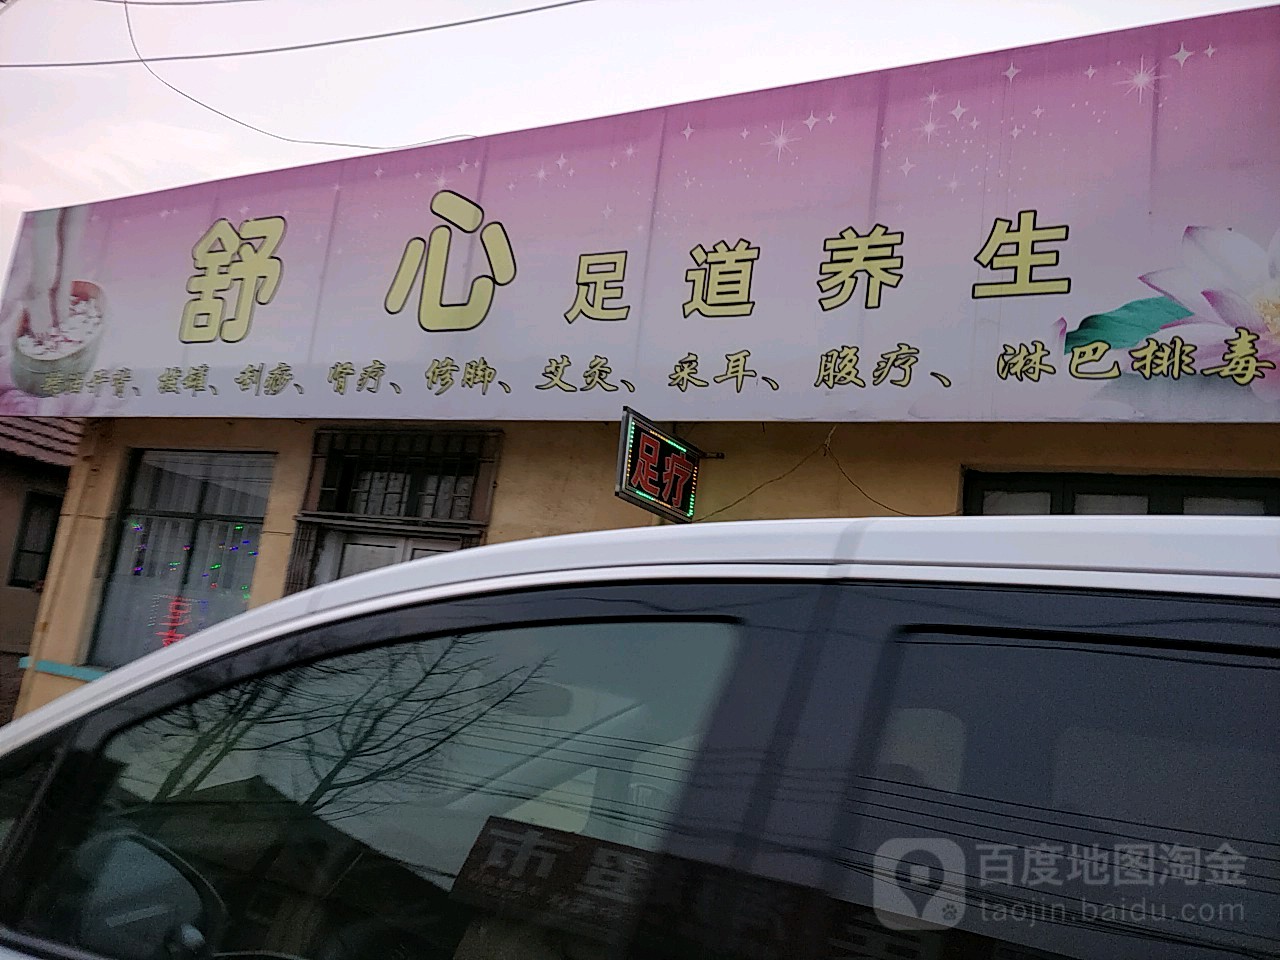 舒心足道养生
拔罐、刮痧、肾疗、修脚、艾灸、采耳、腹疗、淋巴排毒
足疗
百度地图淘金
taojin.baidu.com